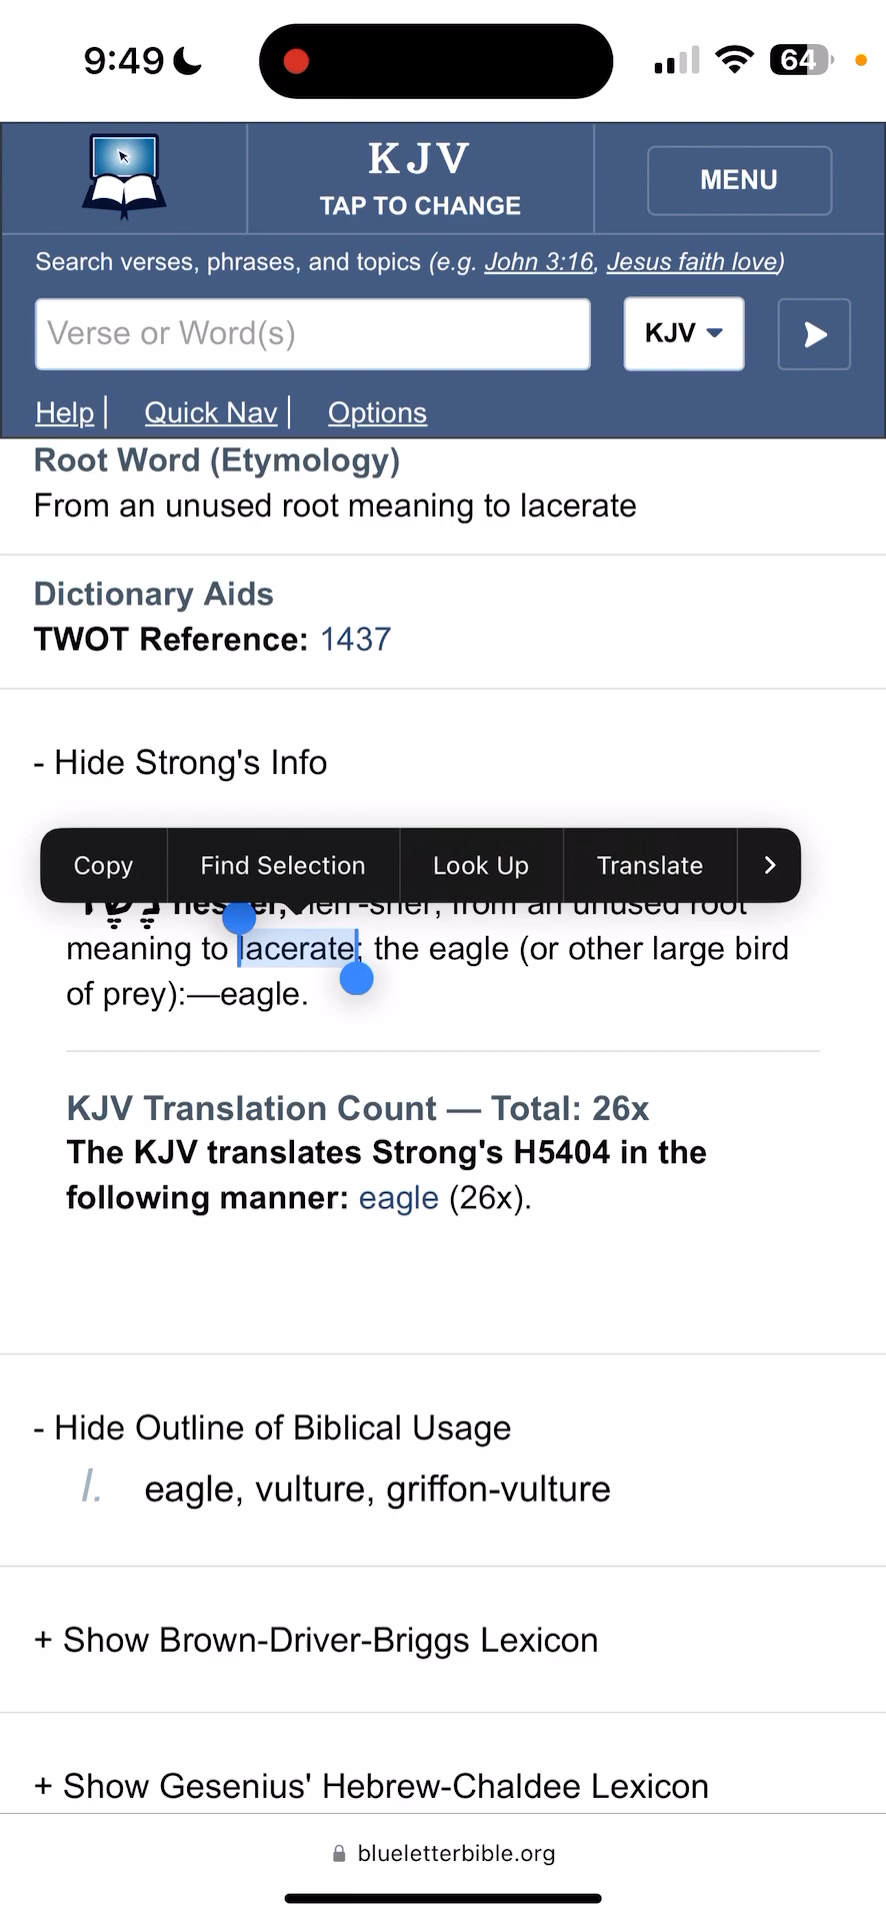 9:49
64
KJV
TAP TO CHANGE
MENU
Search verses, phrases, and topics (e.g. John 3:16, Jesus faith love)
Verse or Word(s)
KJV
Help
Quick Nav
Options
Root Word (Etymology)
From an unused root meaning to lacerate
Dictionary Aids
TWOT Reference: 1437
- Hide Strong's Info
Copy
Find Selection
Look Up
Translate
from an unused root
meaning to lacerate; the eagle (or other large bird
of prey):—eagle.
KJV Translation Count — Total: 26x
The KJV translates Strong's H5404 in the
following manner: eagle (26x).
- Hide Outline of Biblical Usage
I. eagle, vulture, griffon-vulture
+ Show Brown-Driver-Briggs Lexicon
+ Show Gesenius' Hebrew-Chaldee Lexicon
blueletterbible.org